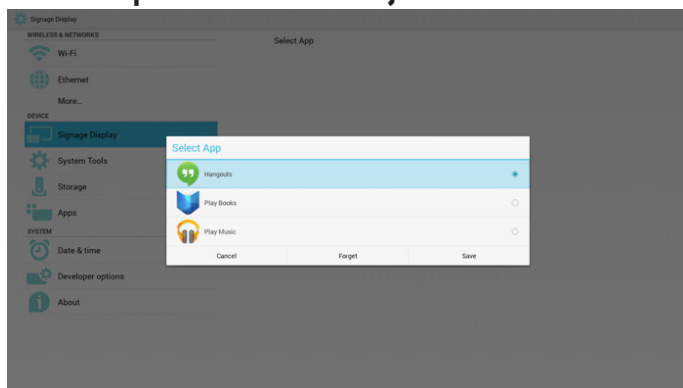 Signage Display
WIRELESS & NETWORKS
Select App
Wi-Fi
Ethernet
More...
DEVICE
Signage Display
System Tools
Storage
Apps
SYSTEM
Date & time
Developer options
About
Select App
Hangouts
Play Books
Play Music
Cancel Forget Save